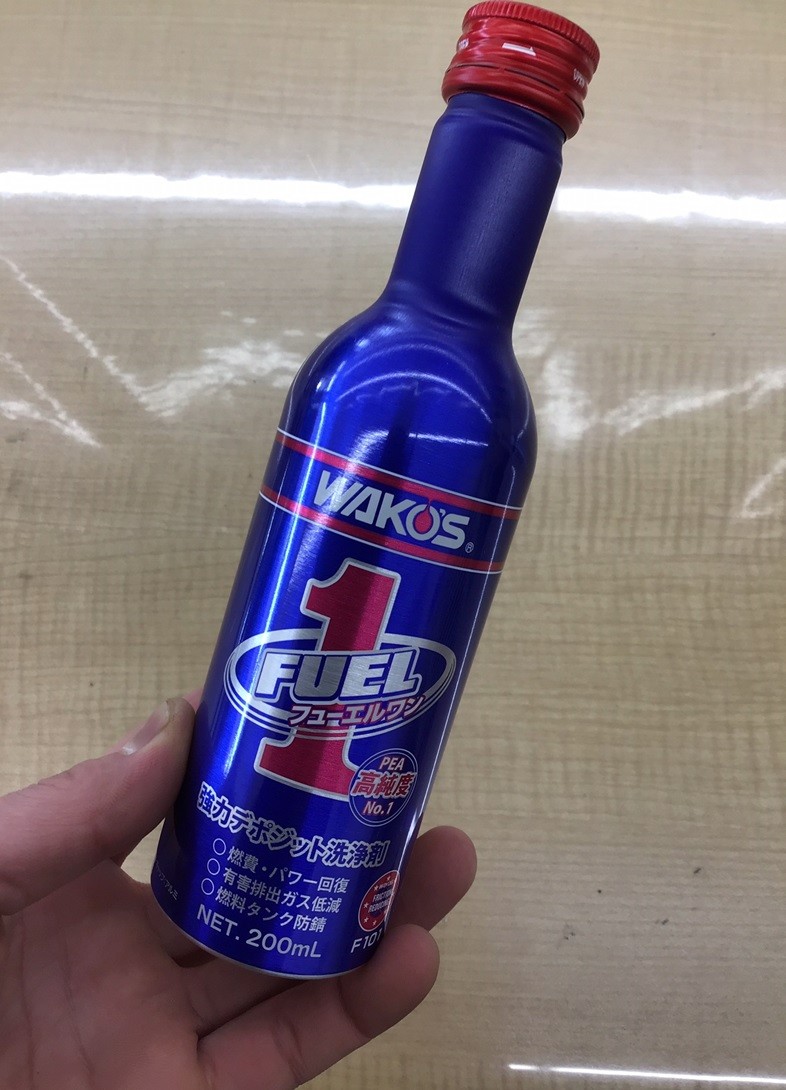 OPEN
WAKO'S®
1
FUEL
フューエルワン
PEA
高純度
No.1
強力デポジット洗浄剤
○燃費・パワー回復
○有害排出ガス低減
○燃料タンク防錆
NET. 200mL
F101